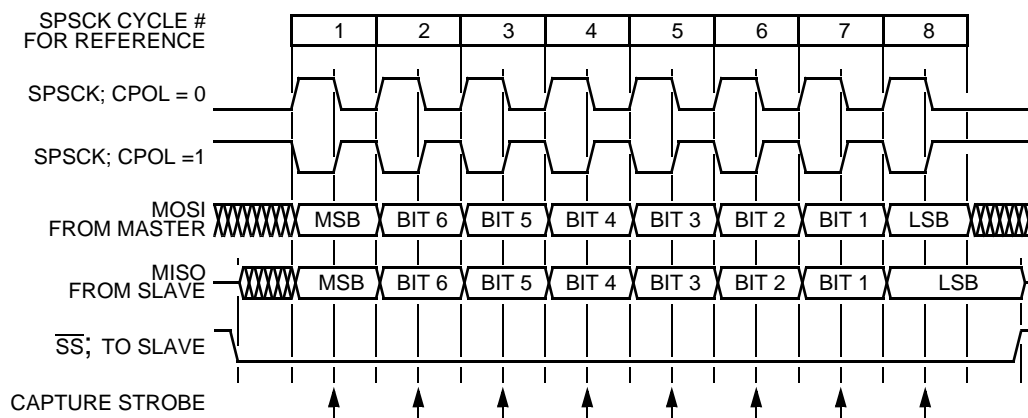 SPSCK CYCLE #
FOR REFERENCE
1 2 3 4 5 6 7 8
SPSCK; CPOL = 0
SPSCK; CPOL =1
MOSI
FROM MASTER
MSB BIT 6 BIT 5 BIT 4 BIT 3 BIT 2 BIT 1 LSB
MISO
FROM SLAVE
MSB BIT 6 BIT 5 BIT 4 BIT 3 BIT 2 BIT 1 LSB
SS; TO SLAVE
CAPTURE STROBE